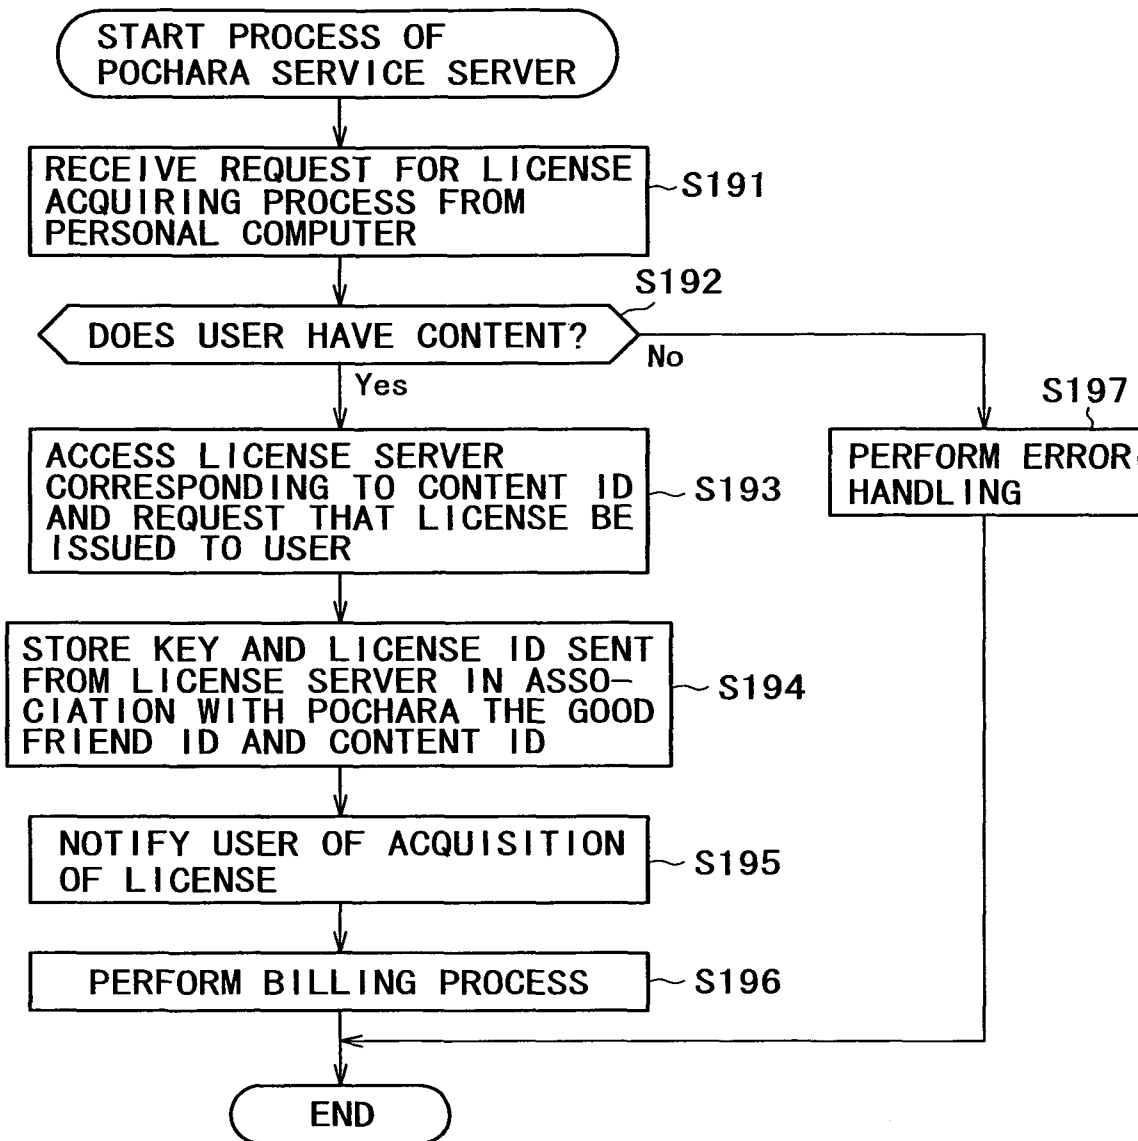 START PROCESS OF
POCHARA SERVICE SERVER
RECEIVE REQUEST FOR LICENSE
ACQUIRING PROCESS FROM
PERSONAL COMPUTER
S191
S192
DOES USER HAVE CONTENT?
No
Yes
S197
PERFORM ERROR
HANDLING
ACCESS LICENSE SERVER
CORRESPONDING TO CONTENT ID
AND REQUEST THAT LICENSE BE
ISSUED TO USER
S193
STORE KEY AND LICENSE ID SENT
FROM LICENSE SERVER IN ASSO-
CIATION WITH POCHARA THE GOOD
FRIEND ID AND CONTENT ID
S194
NOTIFY USER OF ACQUISITION
OF LICENSE
S195
PERFORM BILLING PROCESS
S196
END